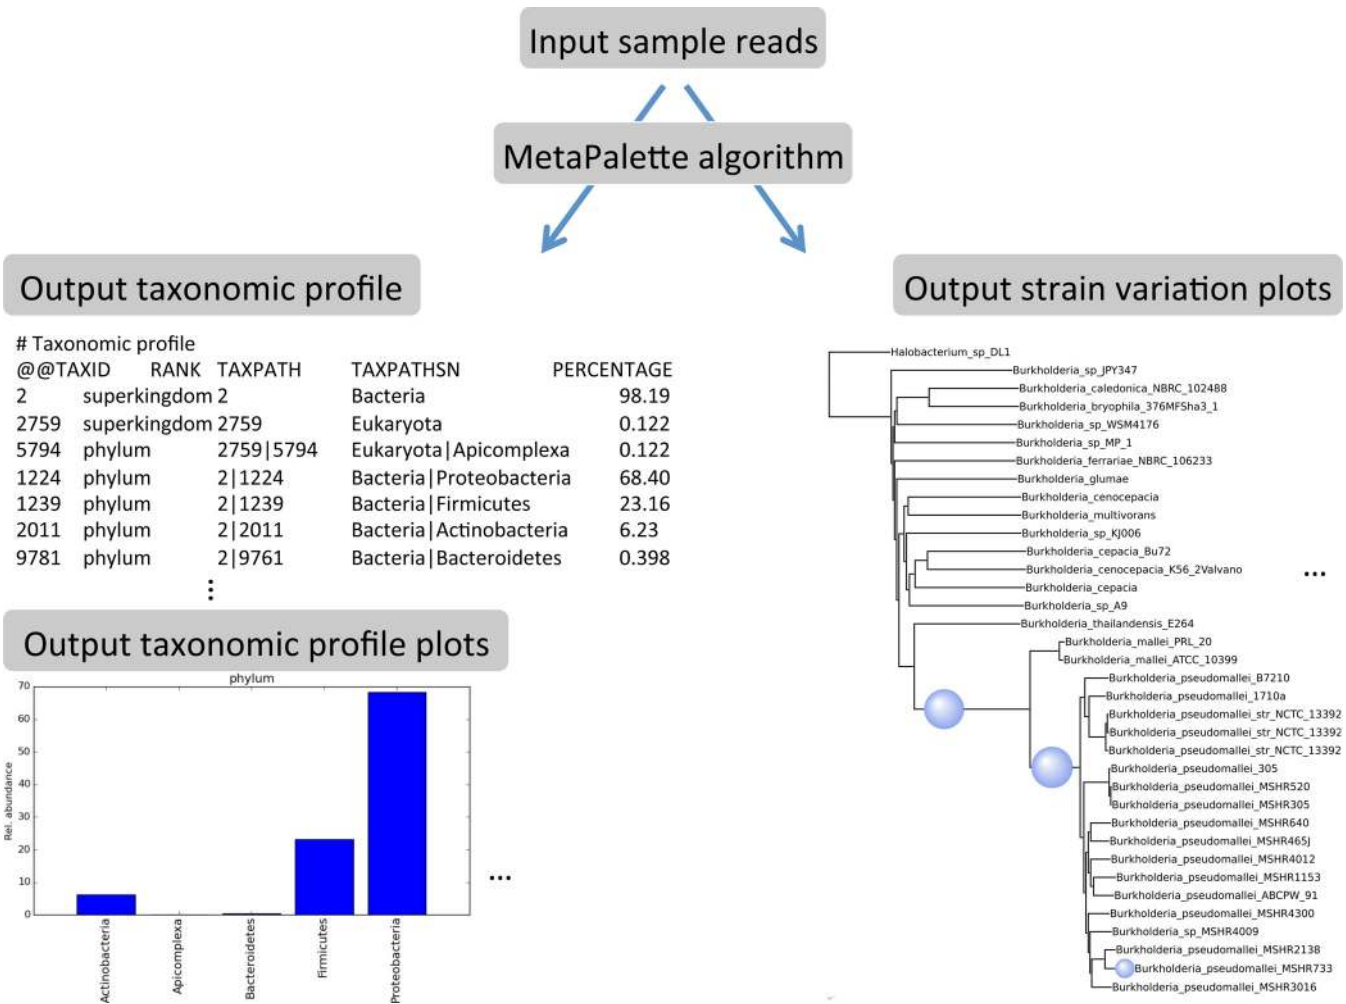 Input sample reads
MetaPalette algorithm
Output taxonomic profile
# Taxonomic profile
@@TAXID RANK TAXPATH TAXPATHSN PERCENTAGE
2 superkingdom 2 Bacteria 98.19
2759 superkingdom 2759 Eukaryota 0.122
5794 phylum 2759|5794 Eukaryota|Apicomplexa 0.122
1224 phylum 2|1224 Bacteria|Proteobacteria 68.40
1239 phylum 2|1239 Bacteria|Firmicutes 23.16
2011 phylum 2|2011 Bacteria|Actinobacteria 6.23
9781 phylum 2|9761 Bacteria|Bacteroidetes 0.398
⋮
Output taxonomic profile plots
phylum
Rel. abundance
70
60
50
40
30
20
10
0
Actinobacteria
Apicomplexa
Bacteroidetes
Firmicutes
Proteobacteria
...
Output strain variation plots
Halobacterium_sp_DL1
Burkholderia_sp_JPY347
Burkholderia_caledonica_NBRC_102488
Burkholderia_bryophila_376MFSha3_1
Burkholderia_sp_WSM4176
Burkholderia_sp_MP_1
Burkholderia_ferrariae_NBRC_106233
Burkholderia_glumae
Burkholderia_cenocepacia
Burkholderia_multivorans
Burkholderia_sp_KJ006
Burkholderia_cepacia_Bu72
Burkholderia_cenocepacia_K56_2Valvano
...
Burkholderia_cepacia
Burkholderia_sp_A9
Burkholderia_thailandensis_E264
Burkholderia_mallei_PRL_20
Burkholderia_mallei_ATCC_10399
Burkholderia_pseudomallei_B7210
Burkholderia_pseudomallei_1710a
Burkholderia_pseudomallei_str_NCTC_13392
Burkholderia_pseudomallei_str_NCTC_13392
Burkholderia_pseudomallei_str_NCTC_13392
Burkholderia_pseudomallei_305
Burkholderia_pseudomallei_MSHR520
Burkholderia_pseudomallei_MSHR305
Burkholderia_pseudomallei_MSHR640
Burkholderia_pseudomallei_MSHR465J
Burkholderia_pseudomallei_MSHR4012
Burkholderia_pseudomallei_MSHR1153
Burkholderia_pseudomallei_ABCPW_91
Burkholderia_pseudomallei_MSHR4300
Burkholderia_sp_MSHR4009
Burkholderia_pseudomallei_MSHR2138
Burkholderia_pseudomallei_MSHR733
Burkholderia_pseudomallei_MSHR3016